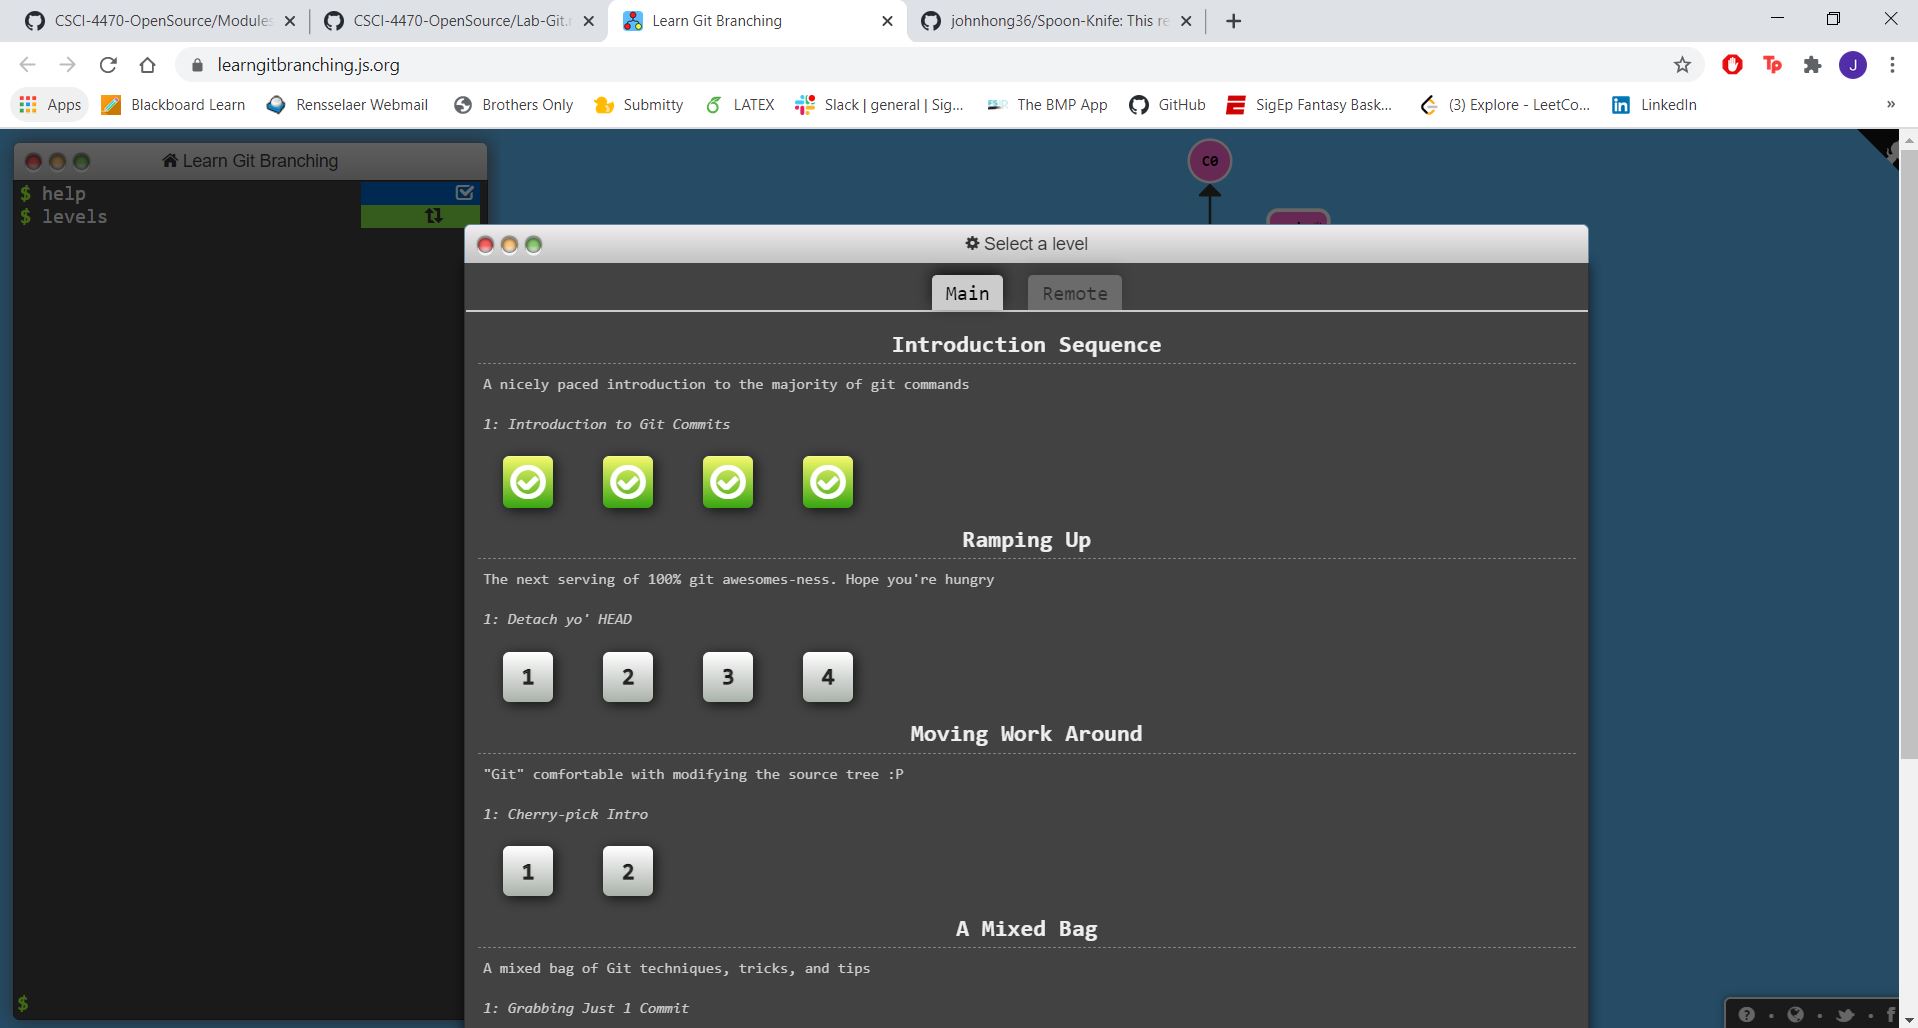 CSCI-4470-OpenSource/Modules
CSCI-4470-OpenSource/Lab-Git.
Learn Git Branching
johnhong36/Spoon-Knife: This re
learngitbranching.js.org
Tp
J
Apps
Blackboard Learn
Rensselaer Webmail
Brothers Only
Submitty
LATEX
Slack | general | Sig...
The BMP App
GitHub
SigEp Fantasy Bask...
(3) Explore - LeetCo...
in LinkedIn
»
Learn Git Branching
$ help
$ levels
C0
Select a level
Main Remote
Introduction Sequence
A nicely paced introduction to the majority of git commands
1: Introduction to Git Commits
Ramping Up
The next serving of 100% git awesomes-ness. Hope you're hungry
1: Detach yo' HEAD
1 2 3 4
Moving Work Around
"Git" comfortable with modifying the source tree :P
1: Cherry-pick Intro
1 2
A Mixed Bag
A mixed bag of Git techniques, tricks, and tips
1: Grabbing Just 1 Commit
$